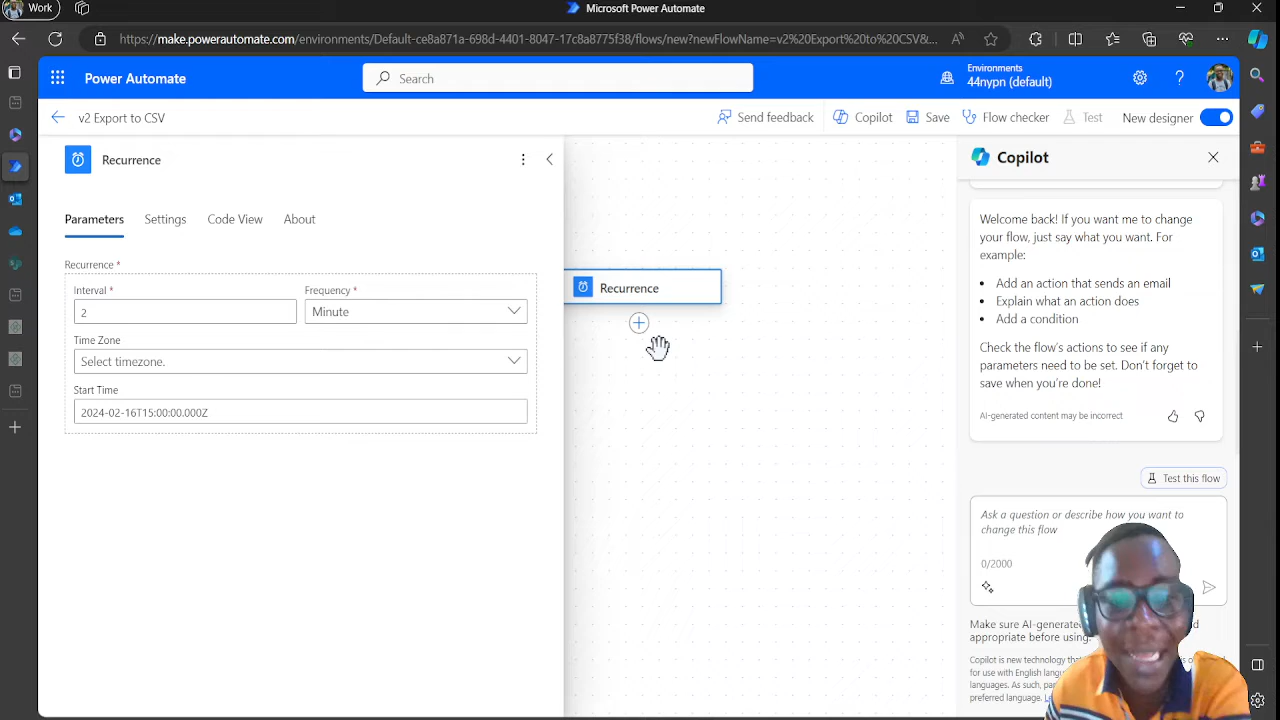 Work
Microsoft Power Automate
https://make.powerautomate.com/environments/Default-ce8a871a-698d-4401-8047-17c8a8775f38/flows/new?newFlowName=v2%20Export%20to%20CSV&...
Power Automate
Search
Environments
44nypn (default)
v2 Export to CSV
Send feedback
Copilot
Save
Flow checker
Test
New designer
Recurrence
Parameters
Settings
Code View
About
Recurrence *
Interval *
Frequency *
2
Minute
Time Zone
Select timezone.
Start Time
2024-02-16T15:00:00.000Z
Recurrence
Copilot
Welcome back! If you want me to change
your flow, just say what you want. For
example:
• Add an action that sends an email
• Explain what an action does
• Add a condition
Check the flow's actions to see if any
parameters need to be set. Don't forget to
save when you're done!
AI-generated content may be incorrect
Test this flow
Ask a question or describe how you want to
change this flow
0/2000
Make sure AI-generated
appropriate before using.
Copilot is new technology
for use with English
languages. As such,
preferred language.